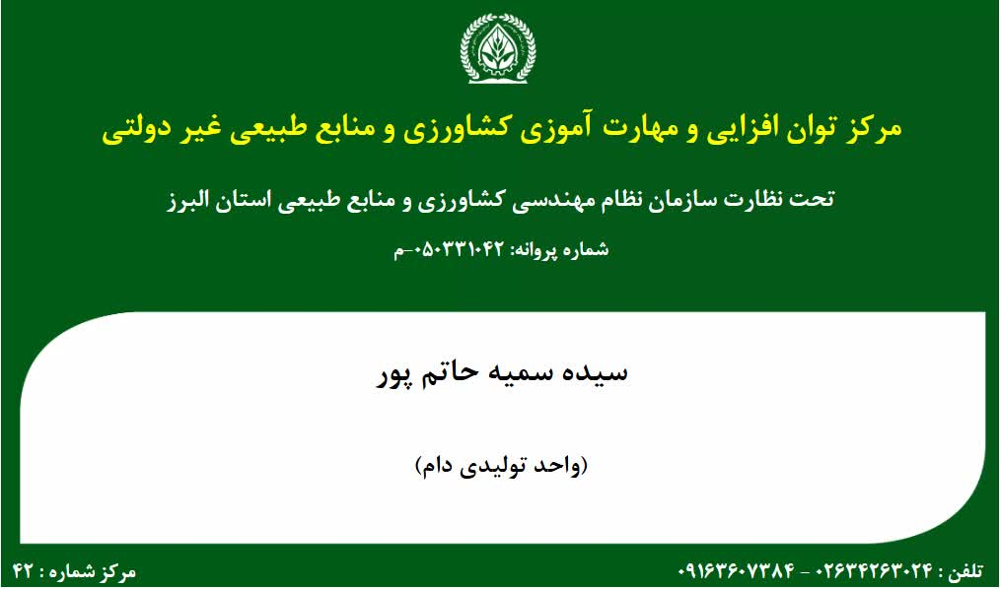 مرکز توان افزایی و مهارت آموزی کشاورزی و منابع طبیعی غیر دولتی
تحت نظارت سازمان نظام مهندسی کشاورزی و منابع طبیعی استان البرز
شماره پروانه: ۰۵۰۳۳۱۰۴۲-م
سیده سمیه حاتم پور
(واحد تولیدی دام)
تلفن : ۰۲۶۳۴۲۶۳۰۲۴ - ۰۹۱۶۳۶۰۷۳۸۴
مرکز شماره : ۴۲